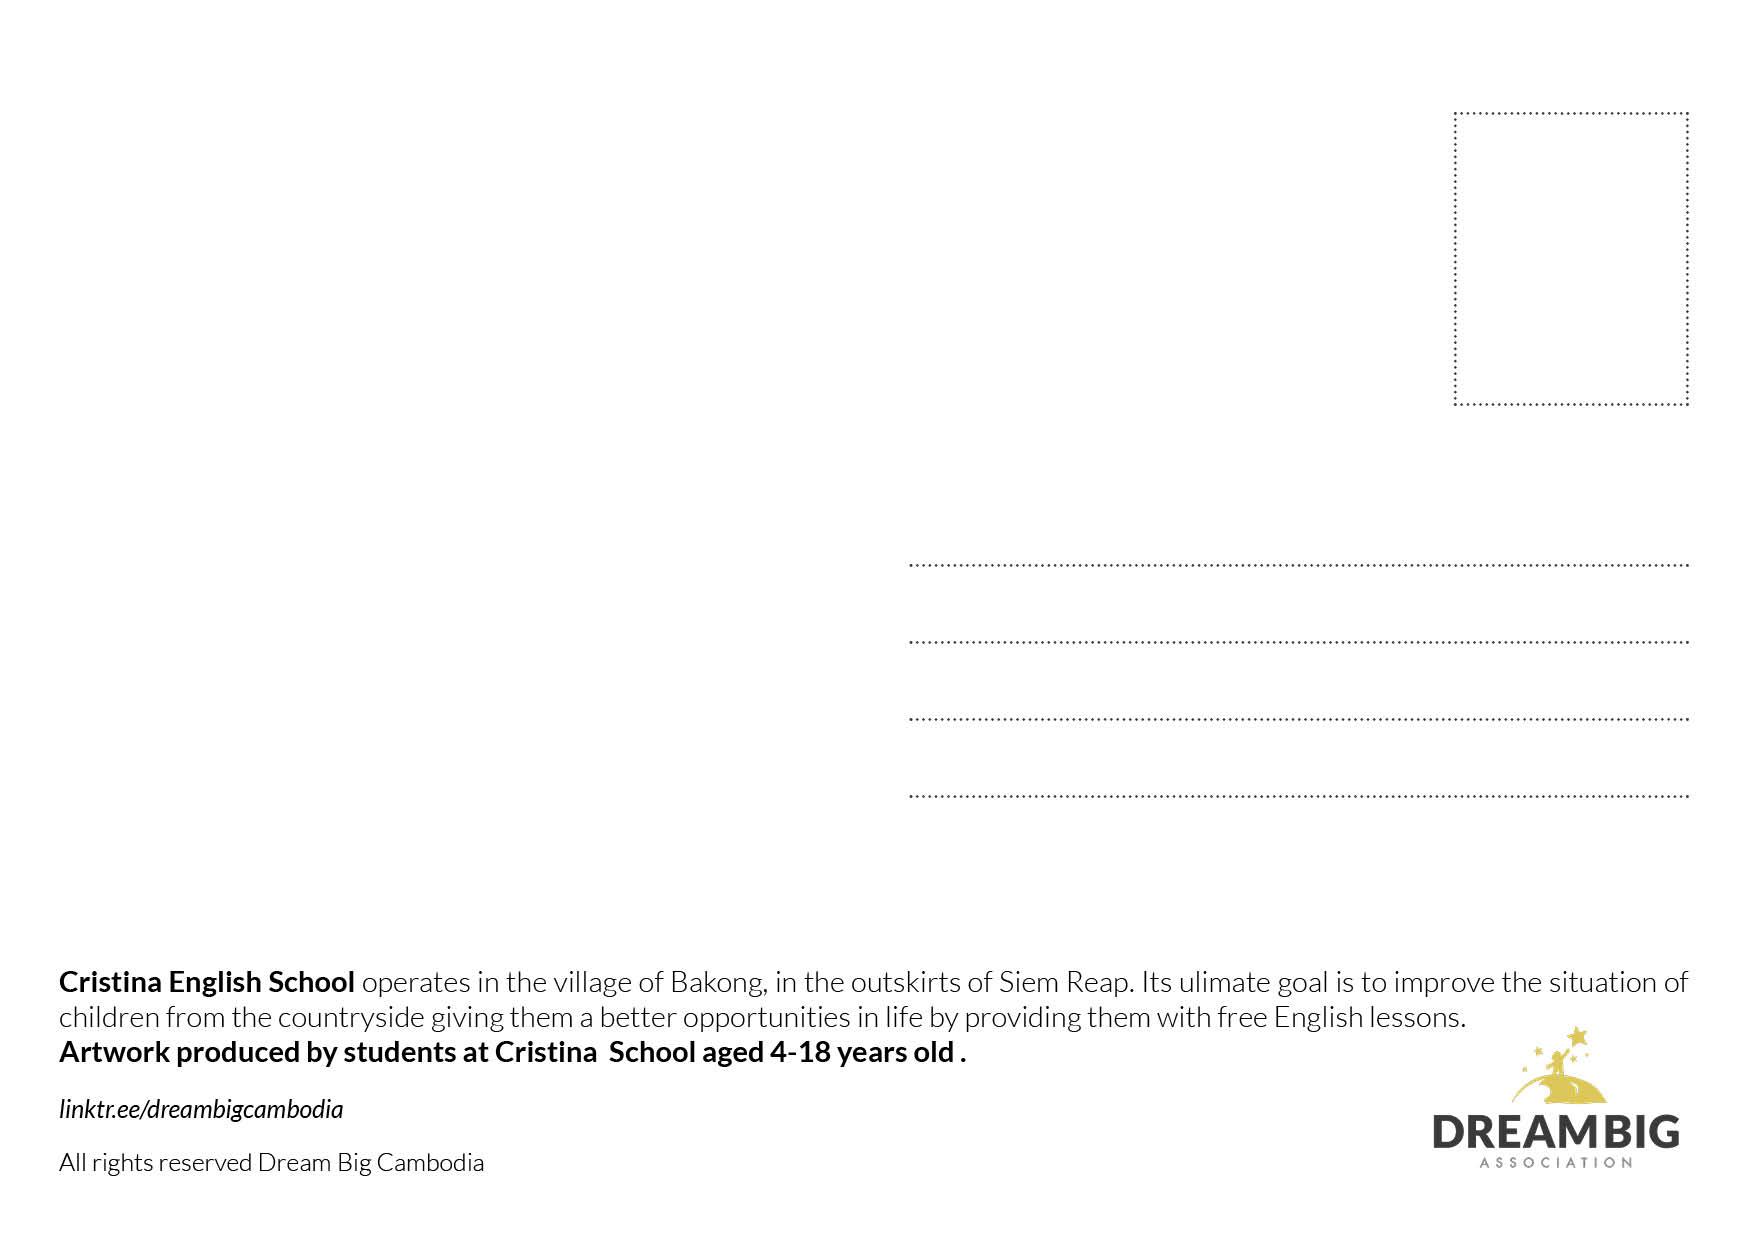 Cristina English School operates in the village of Bakong, in the outskirts of Siem Reap. Its ulimate goal is to improve the situation of
children from the countryside giving them a better opportunities in life by providing them with free English lessons.
Artwork produced by students at Cristina  School aged 4-18 years old .
linktr.ee/dreambigcambodia
All rights reserved Dream Big Cambodia
DREAMBIG
ASSOCIATION